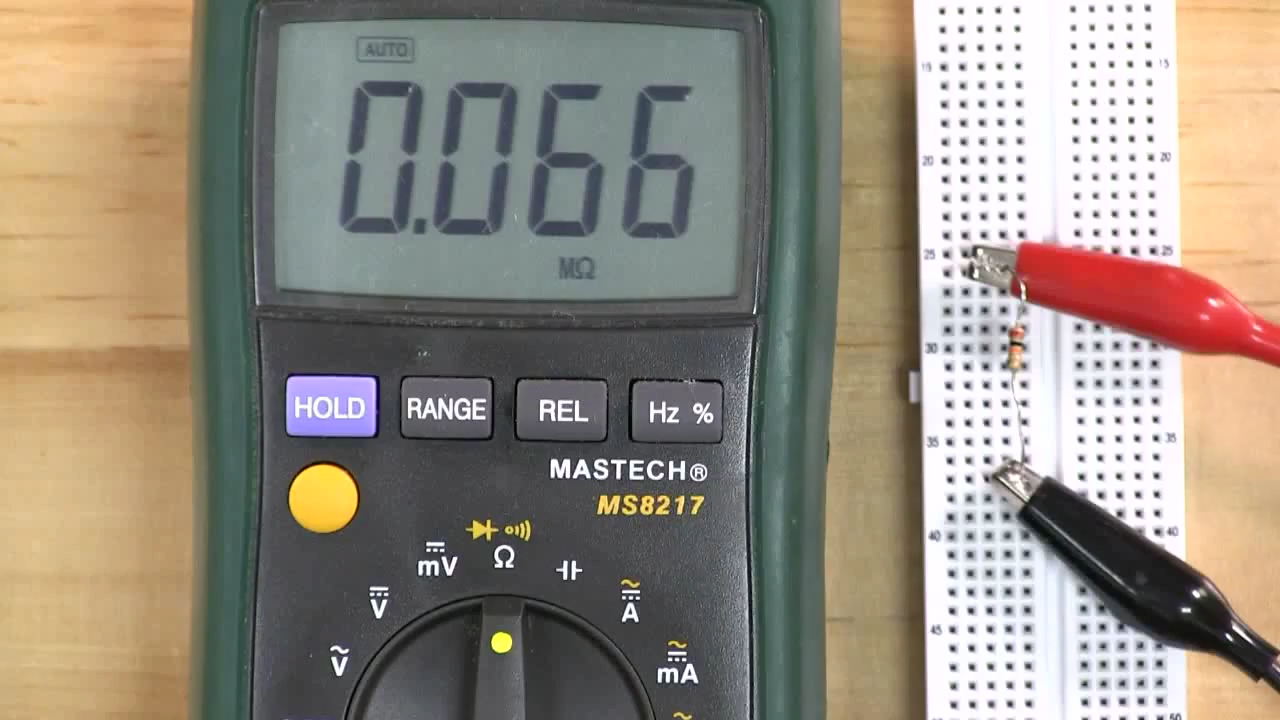 AUTO
0.066
MΩ
HOLD
RANGE
REL
Hz %
MASTECH®
MS8217
mV
Ω
V
A
V
mA
15
15
20
20
25
25
30
35
35
40
40
45
50